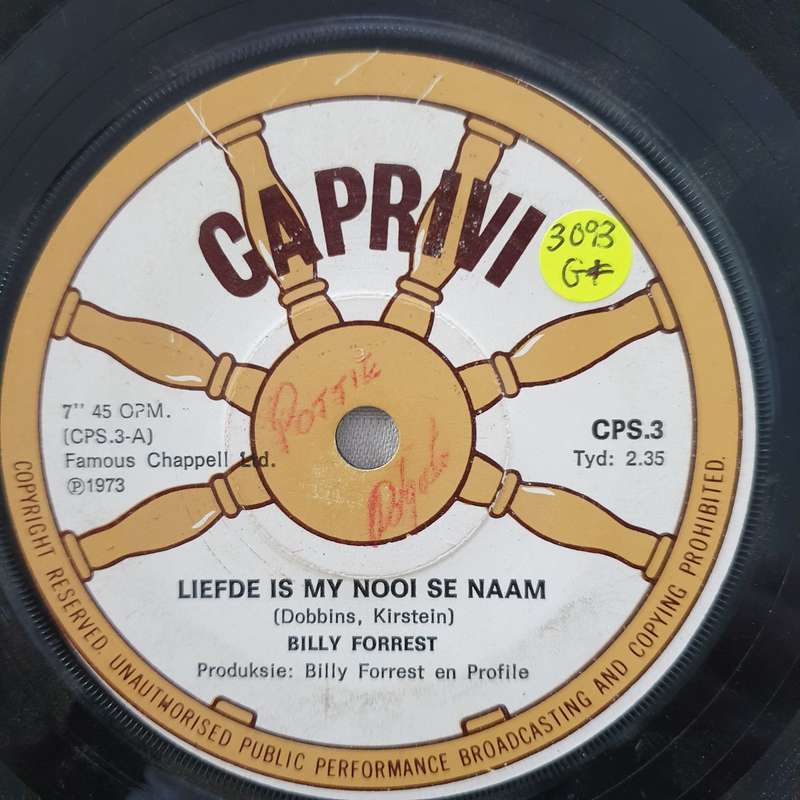 CAPRIVI
3093
G
7" 45 OPM.
(CPS.3-A)
Famous Chappell Ltd.
℗1973
CPS.3
Tyd: 2.35
LIEFDE IS MY NOOI SE NAAM
(Dobbins, Kirstein)
BILLY FORREST
Produksie: Billy Forrest en Profile
COPYRIGHT RESERVED. UNAUTHORISED PUBLIC PERFORMANCE BROADCASTING AND COPYING PROHIBITED.